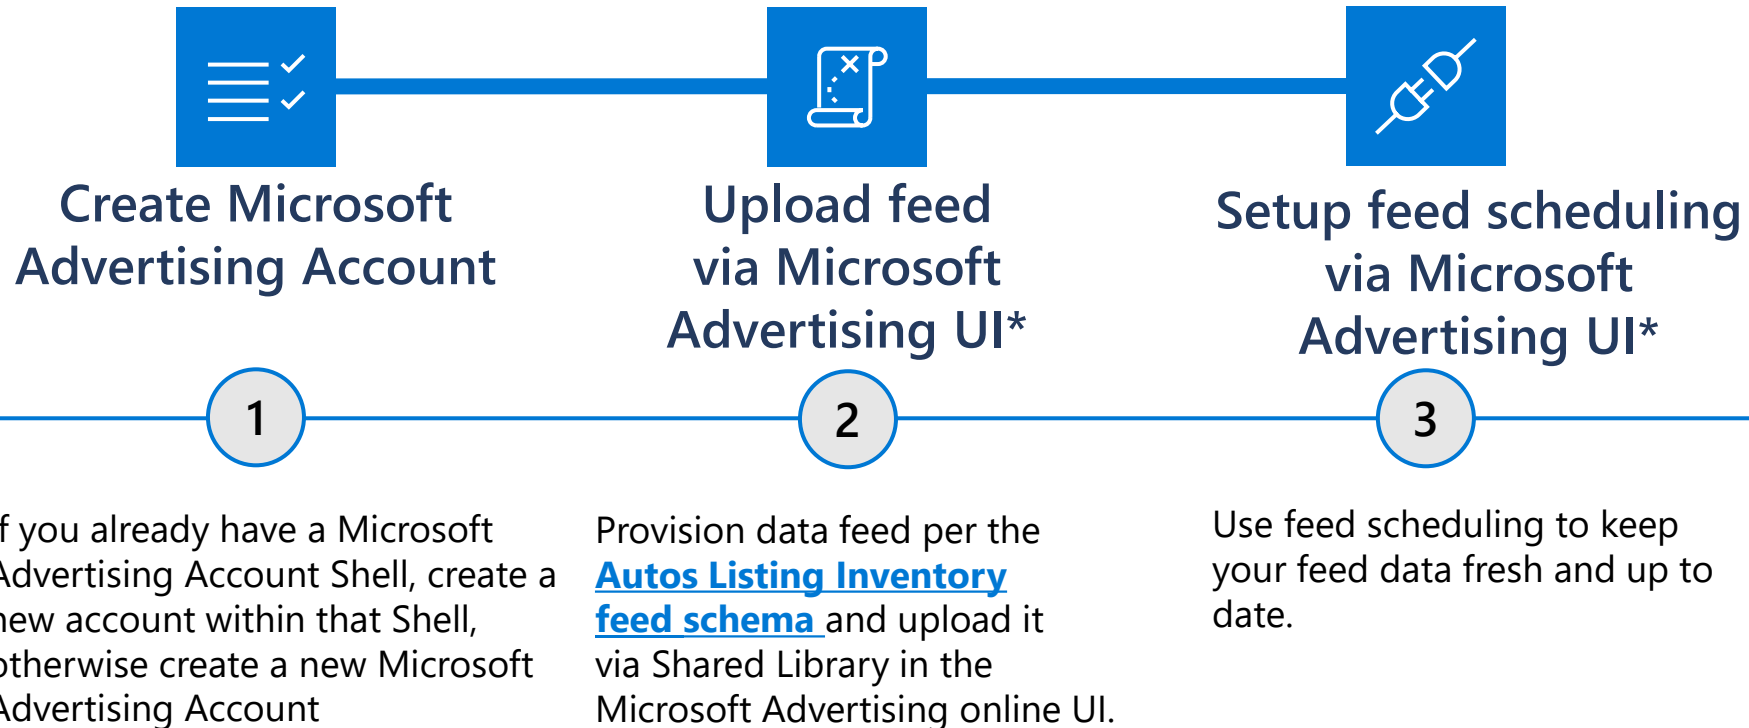 Create Microsoft
Advertising Account
Upload feed
via Microsoft
Advertising UI*
Setup feed scheduling
via Microsoft
Advertising UI*
1
2
3
f you already have a Microsoft
Advertising Account Shell, create a
new account within that Shell,
otherwise create a new Microsoft
Advertising Account
Provision data feed per the
Autos Listing Inventory
feed schema and upload it
via Shared Library in the
Microsoft Advertising online UI.
Use feed scheduling to keep
your feed data fresh and up to
date.